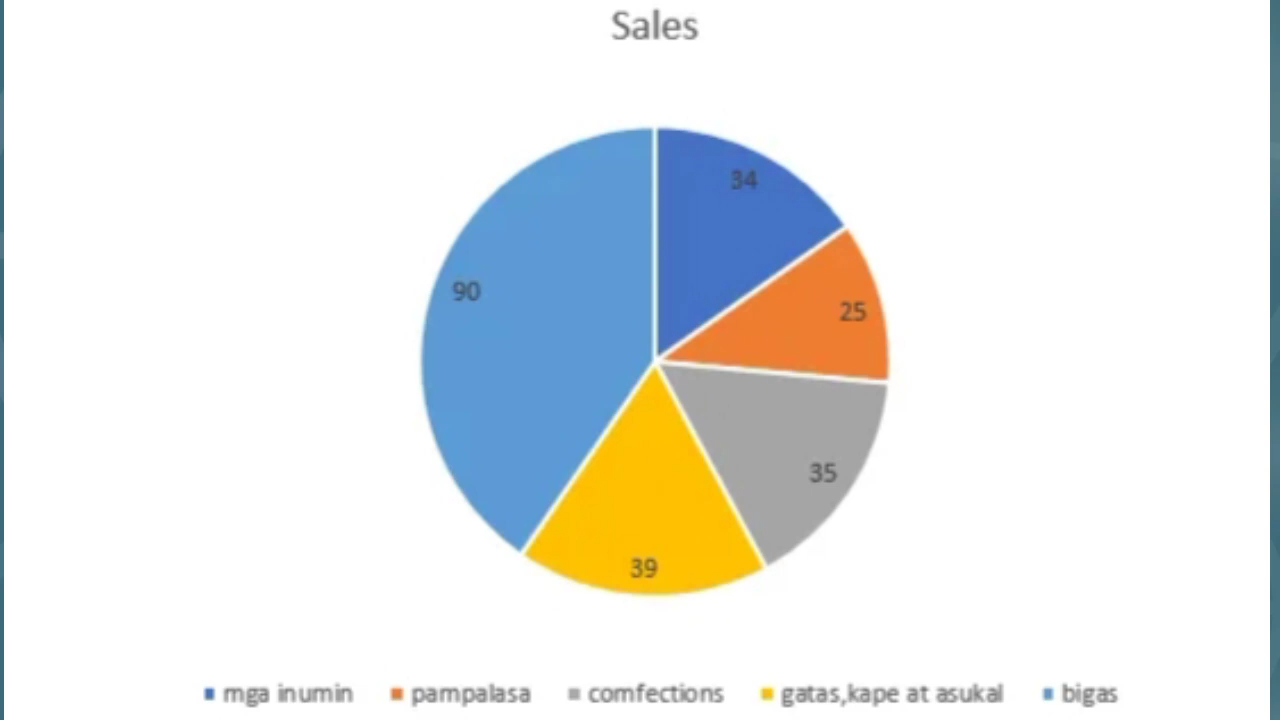 Sales
34
25
90
35
39
mga inumin pampalasa comfections gatas,kape at asukal bigas